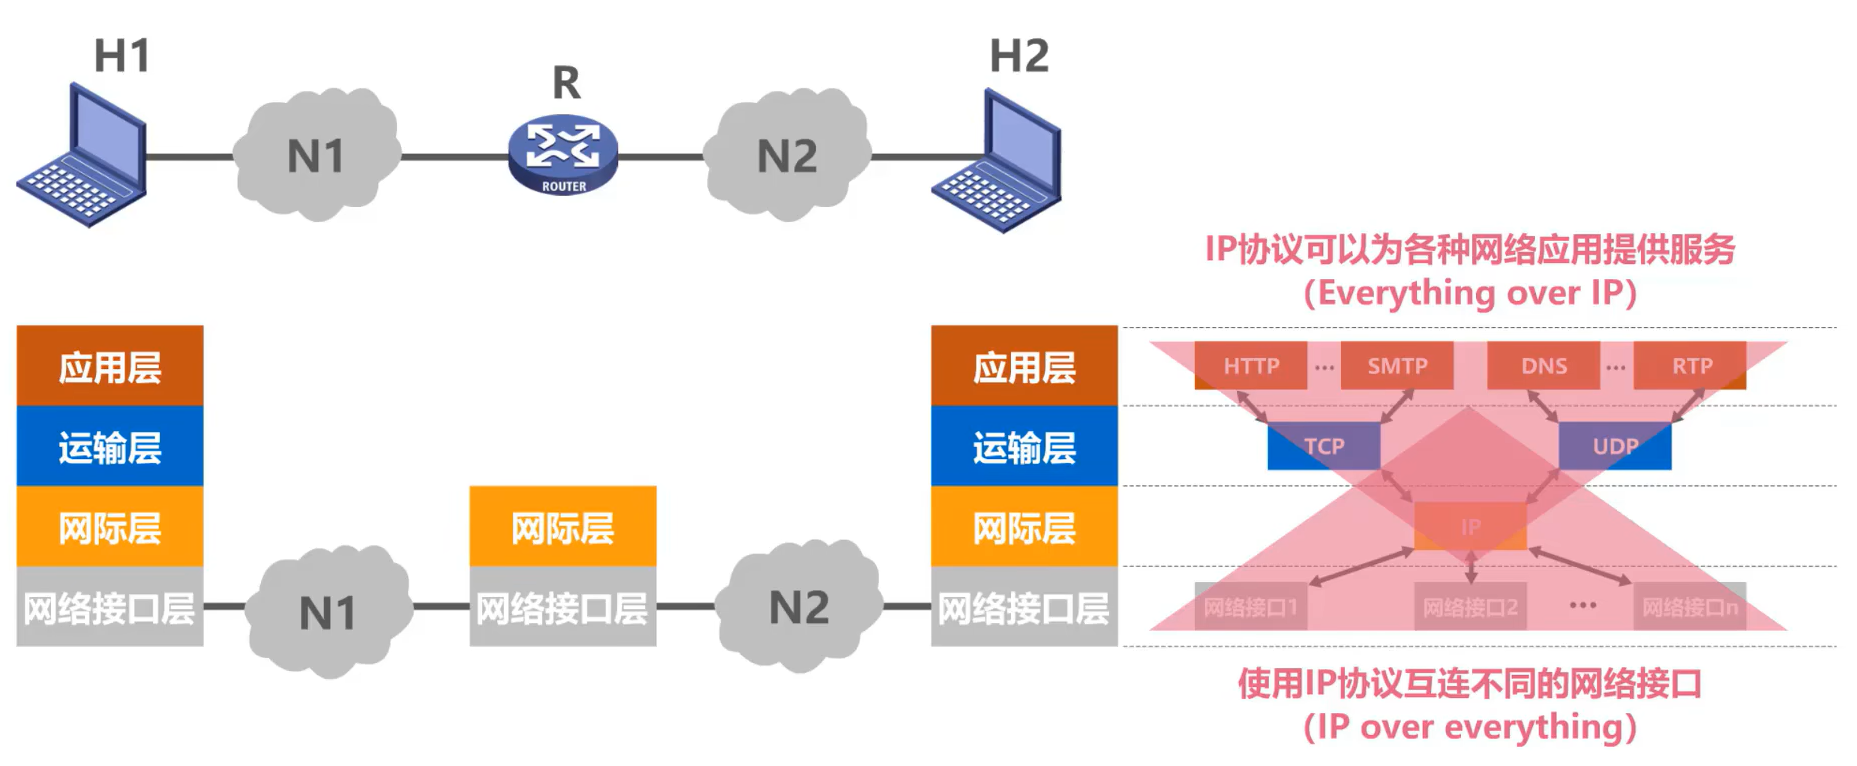 H1
R
H2
N1
N2
ROUTER
IP协议可以为各种网络应用提供服务
（Everything over IP）
应用层
运输层
网际层
网络接口层
N1
网际层
网络接口层
N2
应用层
运输层
网际层
网络接口层
HTTP … SMTP DNS … RTP
TCP UDP
IP
网络接口1 网络接口2 … 网络接口n
使用IP协议互连不同的网络接口
（IP over everything）